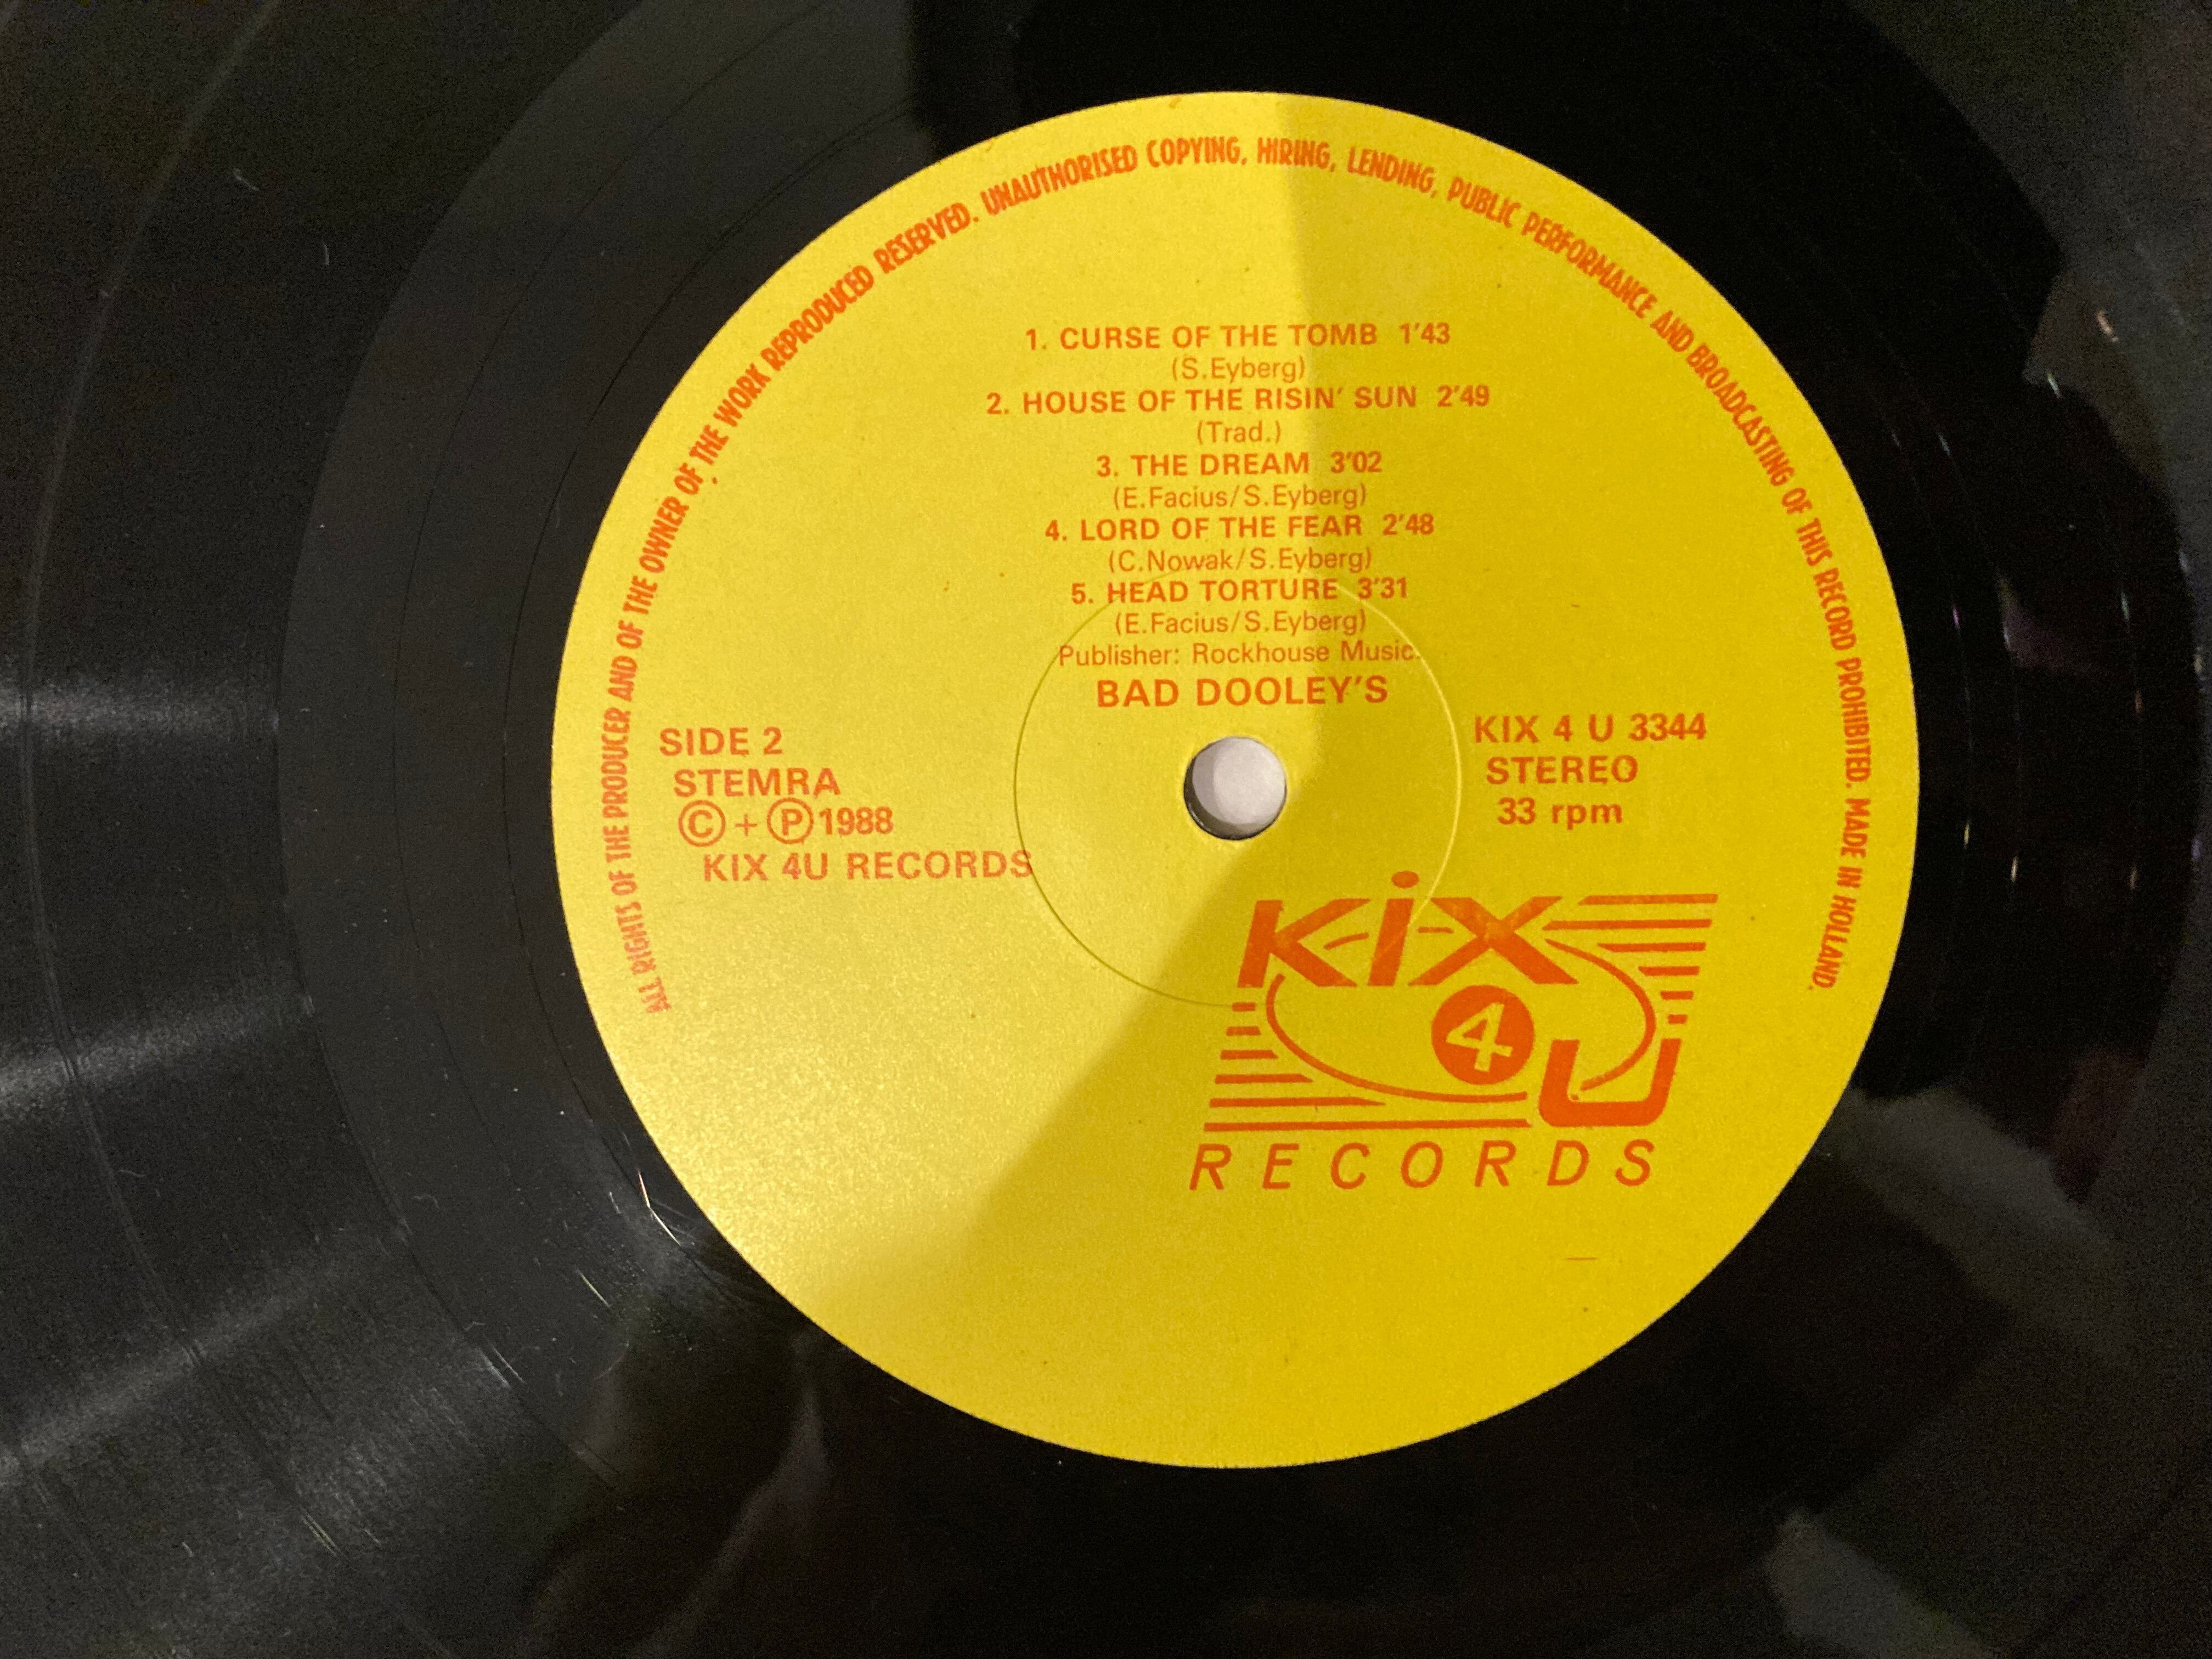 ALL RIGHTS OF THE PRODUCER AND OF THE OWNER OF THE WORK REPRODUCED RESERVED. UNAUTHORISED COPYING, HIRING, LENDING, PUBLIC PERFORMANCE AND BROADCASTING OF THIS RECORD PROHIBITED. MADE IN HOLLAND.
1. CURSE OF THE TOMB 1'43
(S.Eyberg)
2. HOUSE OF THE RISIN' SUN 2'49
(Trad.)
3. THE DREAM 3'02
(E.Facius/S.Eyberg)
4. LORD OF THE FEAR 2'48
(C.Nowak/S.Eyberg)
5. HEAD TORTURE 3'31
(E.Facius/S.Eyberg)
Publisher: Rockhouse Music.
BAD DOOLEY'S
SIDE 2
STEMRA
Ⓒ+Ⓟ1988
KIX 4U RECORDS
KIX 4 U 3344
STEREO
33 rpm
KiX
4
U
RECORDS